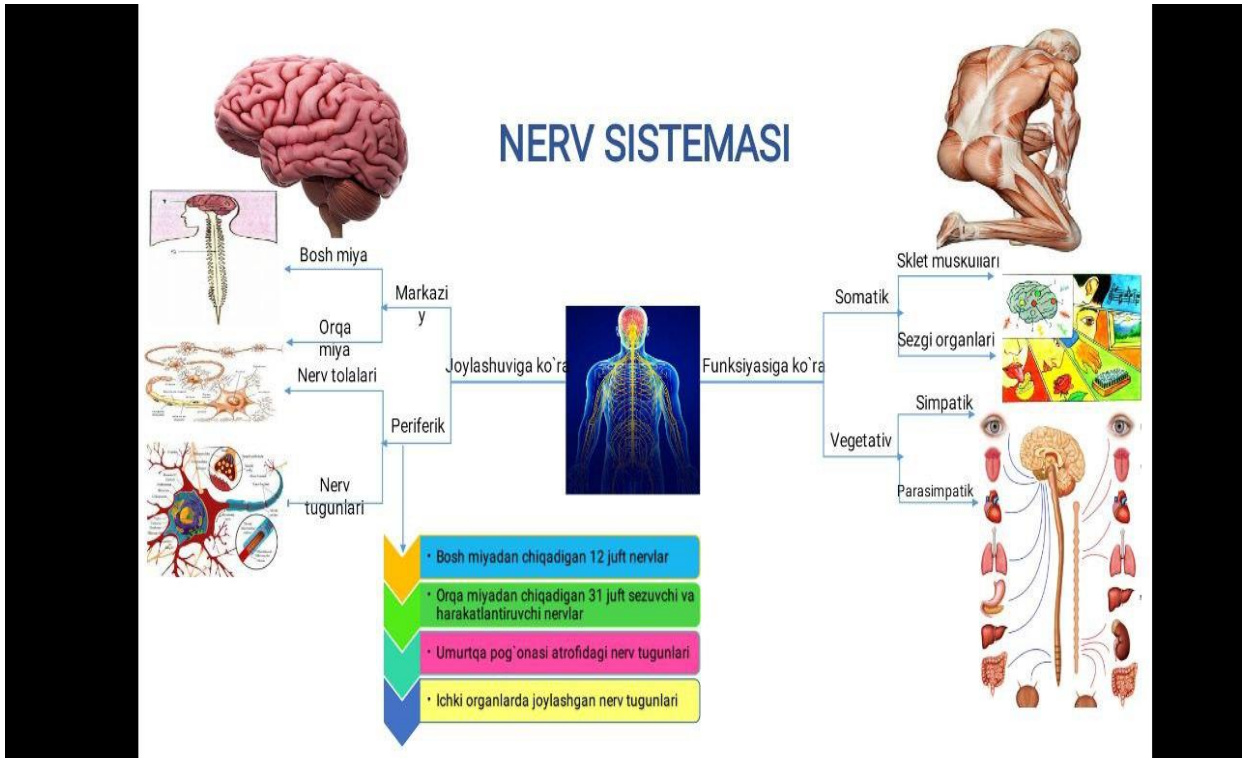 NERV SISTEMASI
Bosh miya
Markazi
y
Orqa
miya
Nerv tolalari
Joylashuviga ko`ra
Periferik
Nerv
tugunlari
Funksiyasiga ko`ra
Somatik
Sklet muskullari
Sezgi organlari
Simpatik
Vegetativ
Parasimpatik
• Bosh miyadan chiqadigan 12 juft nervlar
• Orqa miyadan chiqadigan 31 juft sezuvchi va
harakatlantiruvchi nervlar
• Umurtqa pog`onasi atrofidagi nerv tugunlari
• Ichki organlarda joylashgan nerv tugunlari